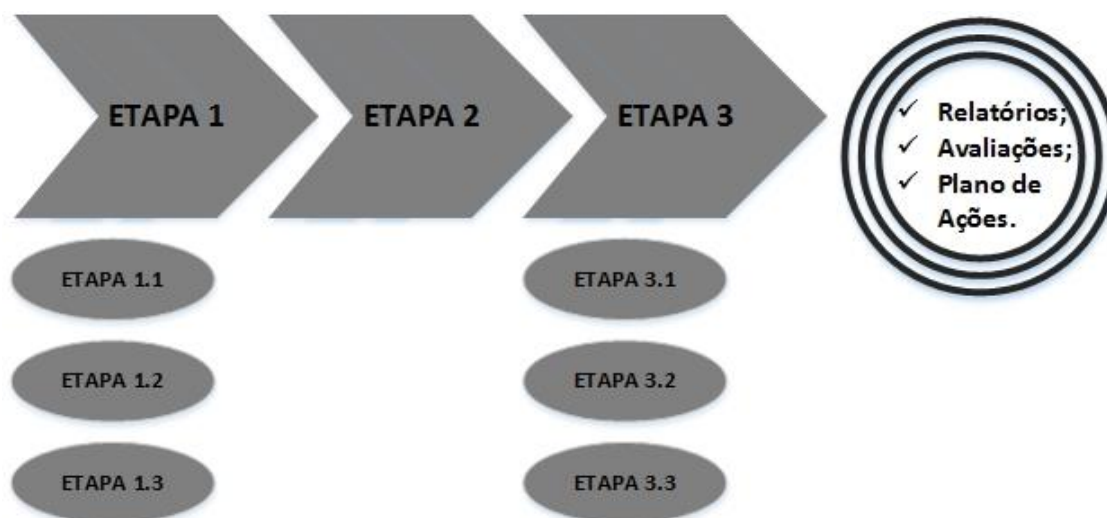 ETAPA 1
ETAPA 2
ETAPA 3
✓ Relatórios;
✓ Avaliações;
✓ Plano de
Ações.
ETAPA 1.1
ETAPA 3.1
ETAPA 1.2
ETAPA 3.2
ETAPA 1.3
ETAPA 3.3